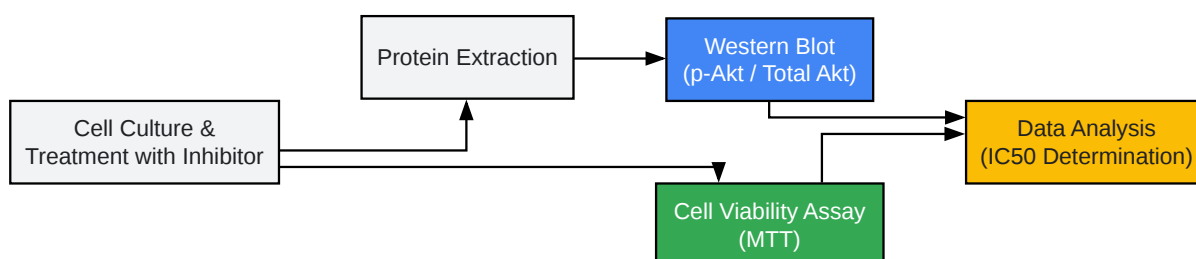 Cell Culture &
Treatment with Inhibitor
Protein Extraction
Western Blot
(p-Akt / Total Akt)
Cell Viability Assay
(MTT)
Data Analysis
(IC50 Determination)